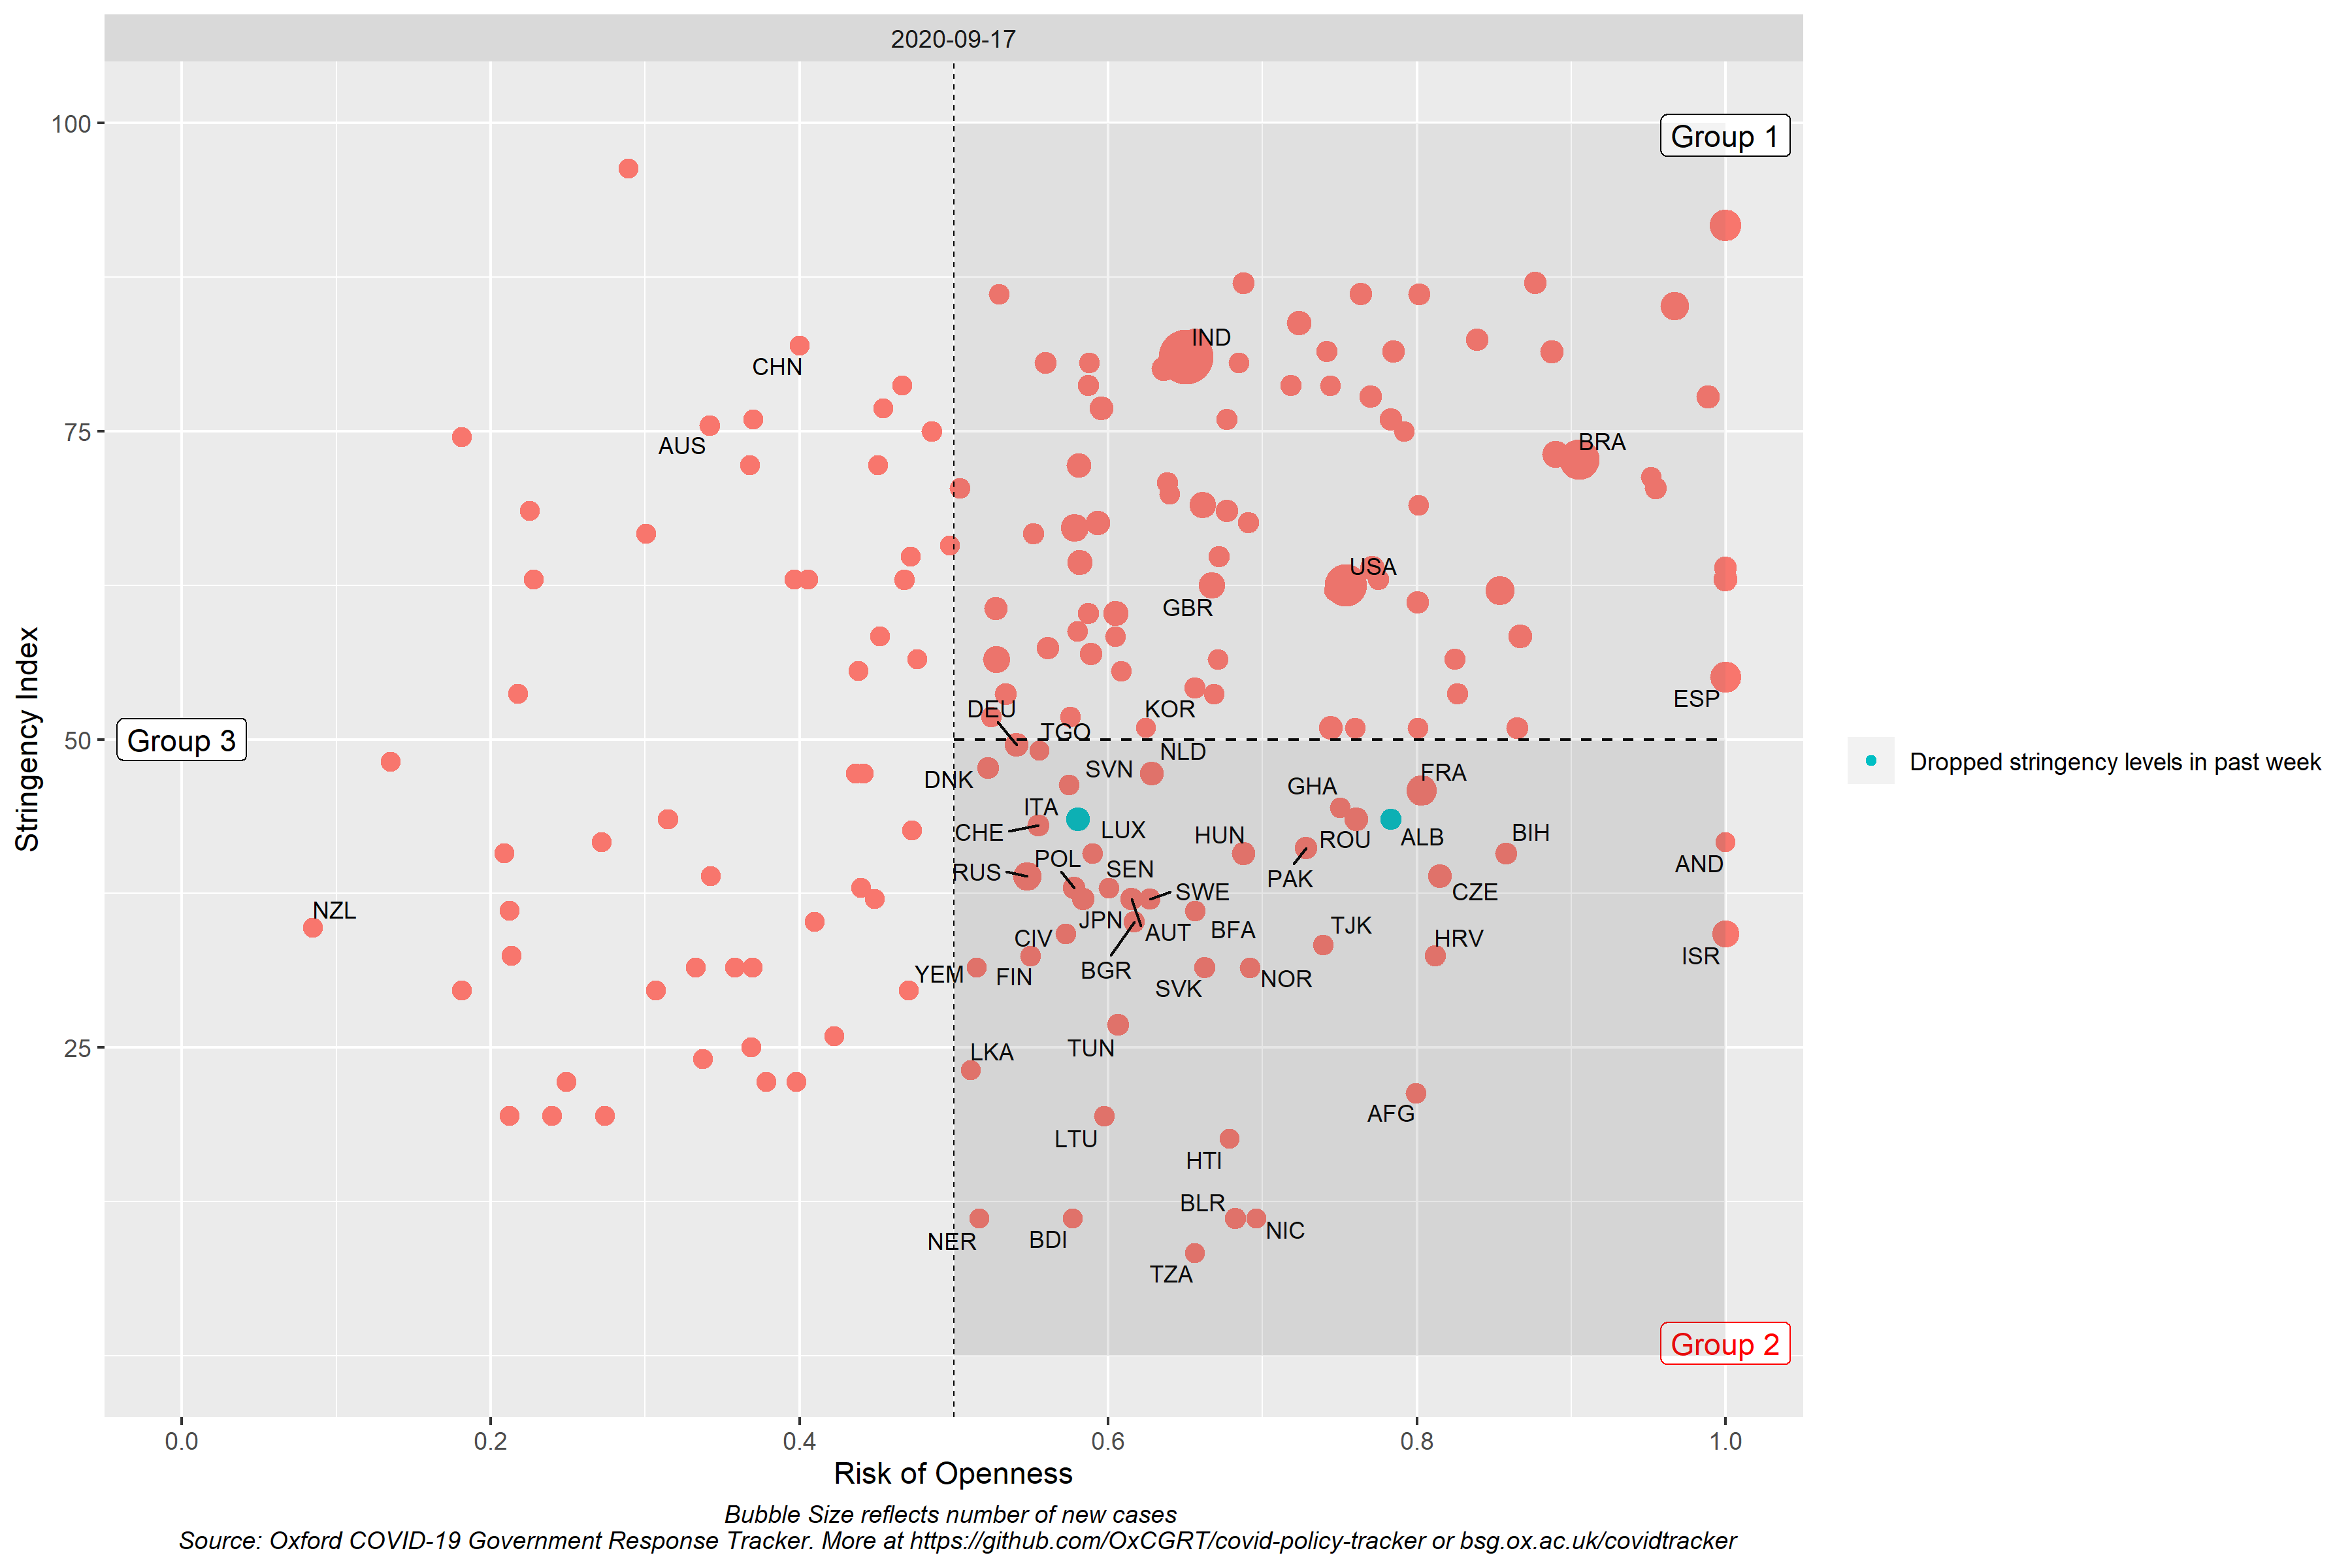 2020-09-17
Group 1
100
IND
CHN
75
BRA
AUS
USA
GBR
ESP
DEU
KOR
TGO
Group 3
50
NLD
SVN
FRA
DNK
GHA
ITA
CHE
LUX
HUN
ROU
ALB
BIH
POL
SEN
AND
RUS
PAK
SWE
CZE
NZL
JPN
AUT
BFA
TJK
CIV
HRV
ISR
YEM
FIN
BGR
NOR
SVK
25
TUN
LKA
AFG
LTU
HTI
BLR
NIC
NER
BDI
TZA
Group 2
Stringency Index
Dropped stringency levels in past week
0.0 0.2 0.4 0.6 0.8 1.0
Risk of Openness
Bubble Size reflects number of new cases
Source: Oxford COVID-19 Government Response Tracker. More at https://github.com/OxCGRT/covid-policy-tracker or bsg.ox.ac.uk/covidtracker